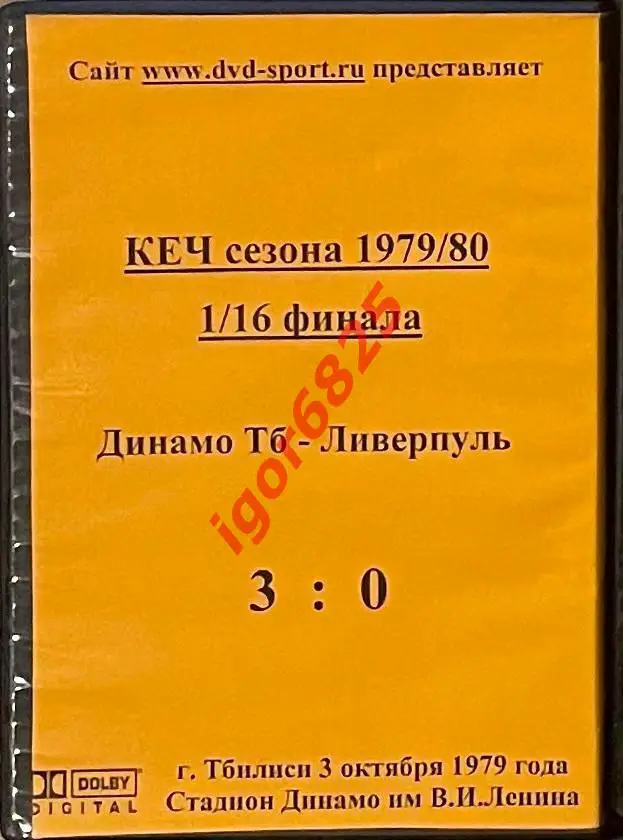 Сайт www.dvd-sport.ru представляет
КЕЧ сезона 1979/80
1/16 финала
Динамо Тб - Ливерпуль
igor6825
3 : 0
DOLBY
DIGITAL
г. Тбилиси 3 октября 1979 года
Стадион Динамо им В.И.Ленина